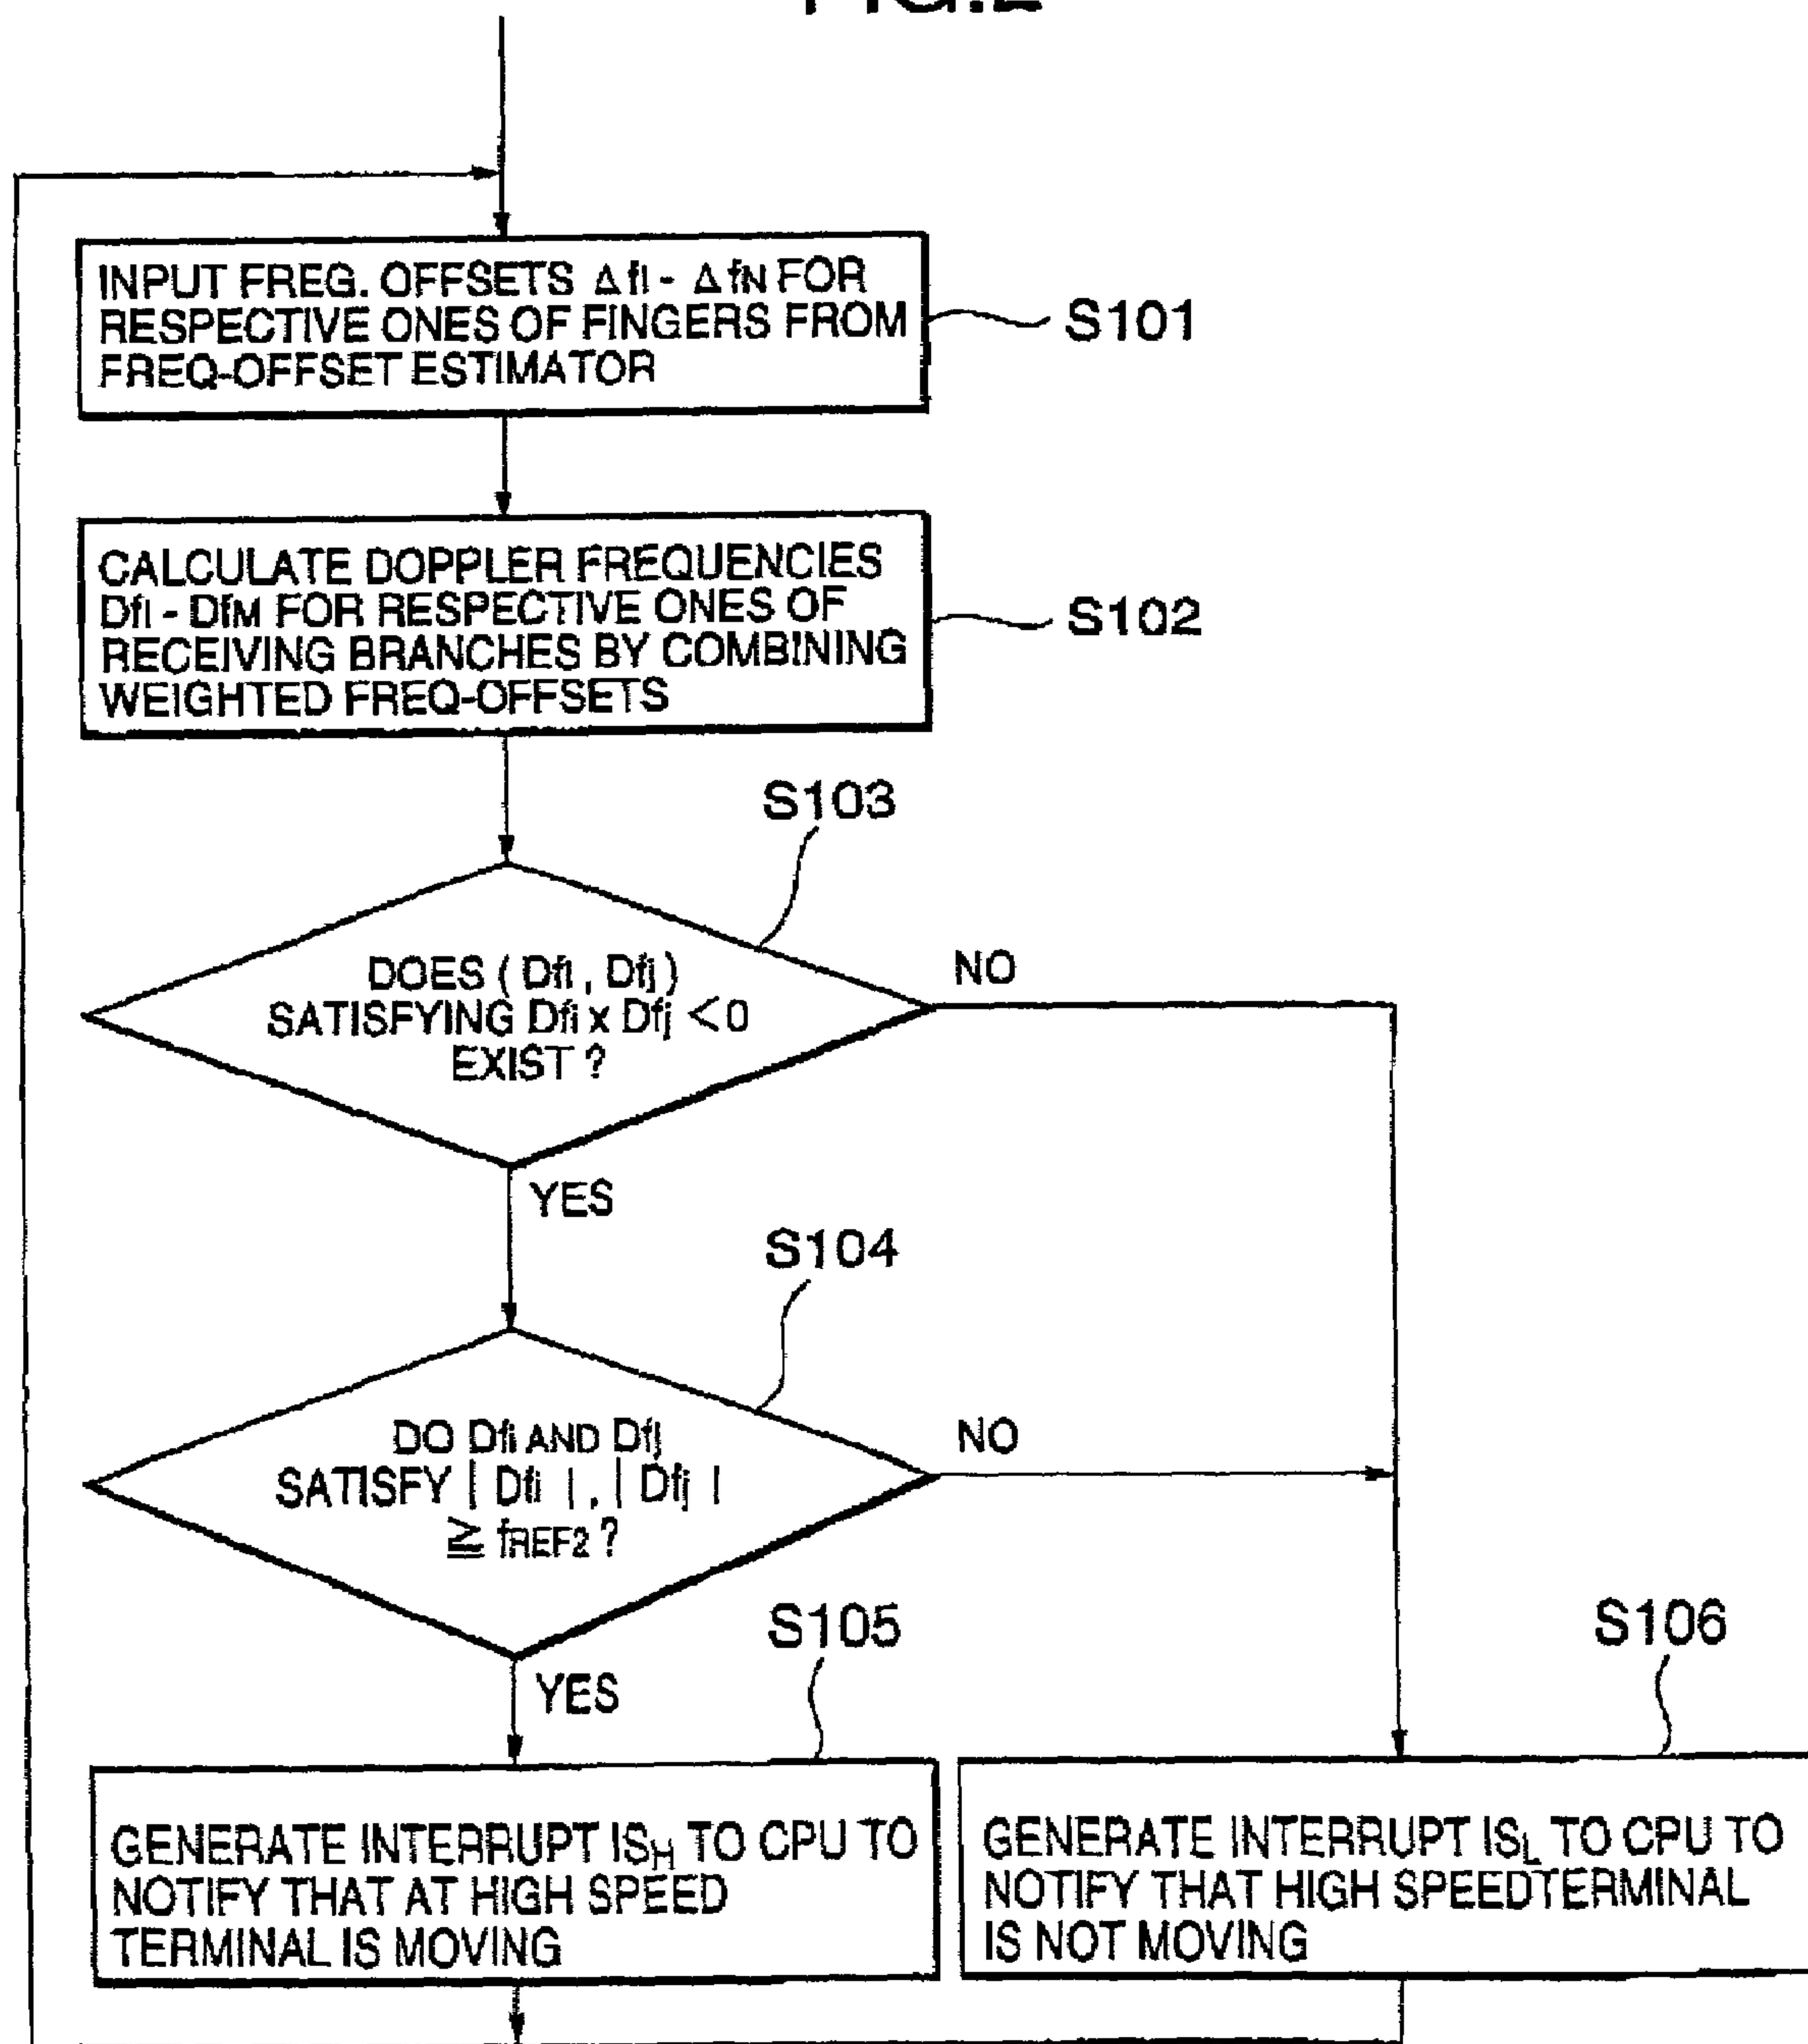 FIG.2
INPUT FREG. OFFSETS Δf1 - ΔfN FOR
RESPECTIVE ONES OF FINGERS FROM
FREQ-OFFSET ESTIMATOR
S101
CALCULATE DOPPLER FREQUENCIES
Df1 - DfM FOR RESPECTIVE ONES OF
RECEIVING BRANCHES BY COMBINING
WEIGHTED FREQ-OFFSETS
S102
S103
DOES ( Dfi , Dfj )
SATISFYING Dfi x Dfj <0
EXIST ?
NO
YES
S104
DO Dfi AND Dfj
SATISFY | Dfi | , | Dfj |
≧ fREF2 ?
NO
YES
S105
S106
GENERATE INTERRUPT ISH TO CPU TO
NOTIFY THAT AT HIGH SPEED
TERMINAL IS MOVING
GENERATE INTERRUPT ISL TO CPU TO
NOTIFY THAT HIGH SPEEDTERMINAL
IS NOT MOVING